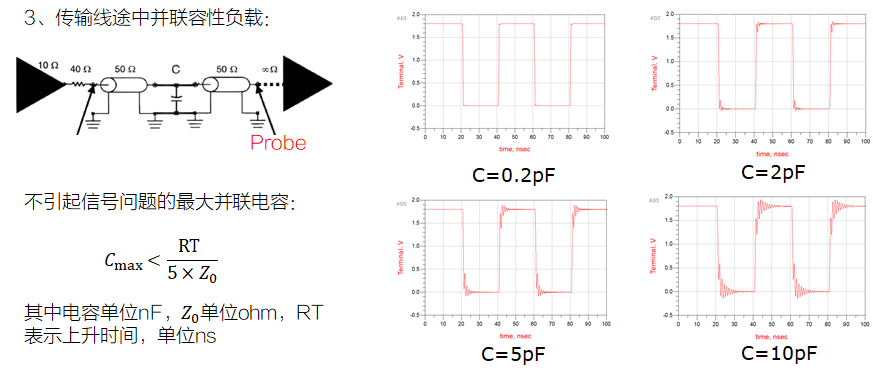 3、传输线途中并联容性负载:
10 Ω
40 Ω
50 Ω
C
50 Ω
∞Ω
Probe
不引起信号问题的最大并联电容:
C_max < RT / (5 × Z_0)
其中电容单位nF，Z_0单位ohm，RT
表示上升时间，单位ns
ADS
Terminal, V
2.0
1.5
1.0
0.5
0.0
-0.5
0 10 20 30 40 50 60 70 80 90 100
time, nsec
C=0.2pF
ADS
Terminal, V
2.0
1.5
1.0
0.5
0.0
-0.5
0 10 20 30 40 50 60 70 80 90 100
time, nsec
C=2pF
ADS
Terminal, V
2.0
1.5
1.0
0.5
0.0
-0.5
0 10 20 30 40 50 60 70 80 90 100
time, nsec
C=5pF
ADS
Terminal, V
2.0
1.5
1.0
0.5
0.0
-0.5
0 10 20 30 40 50 60 70 80 90 100
time, nsec
C=10pF